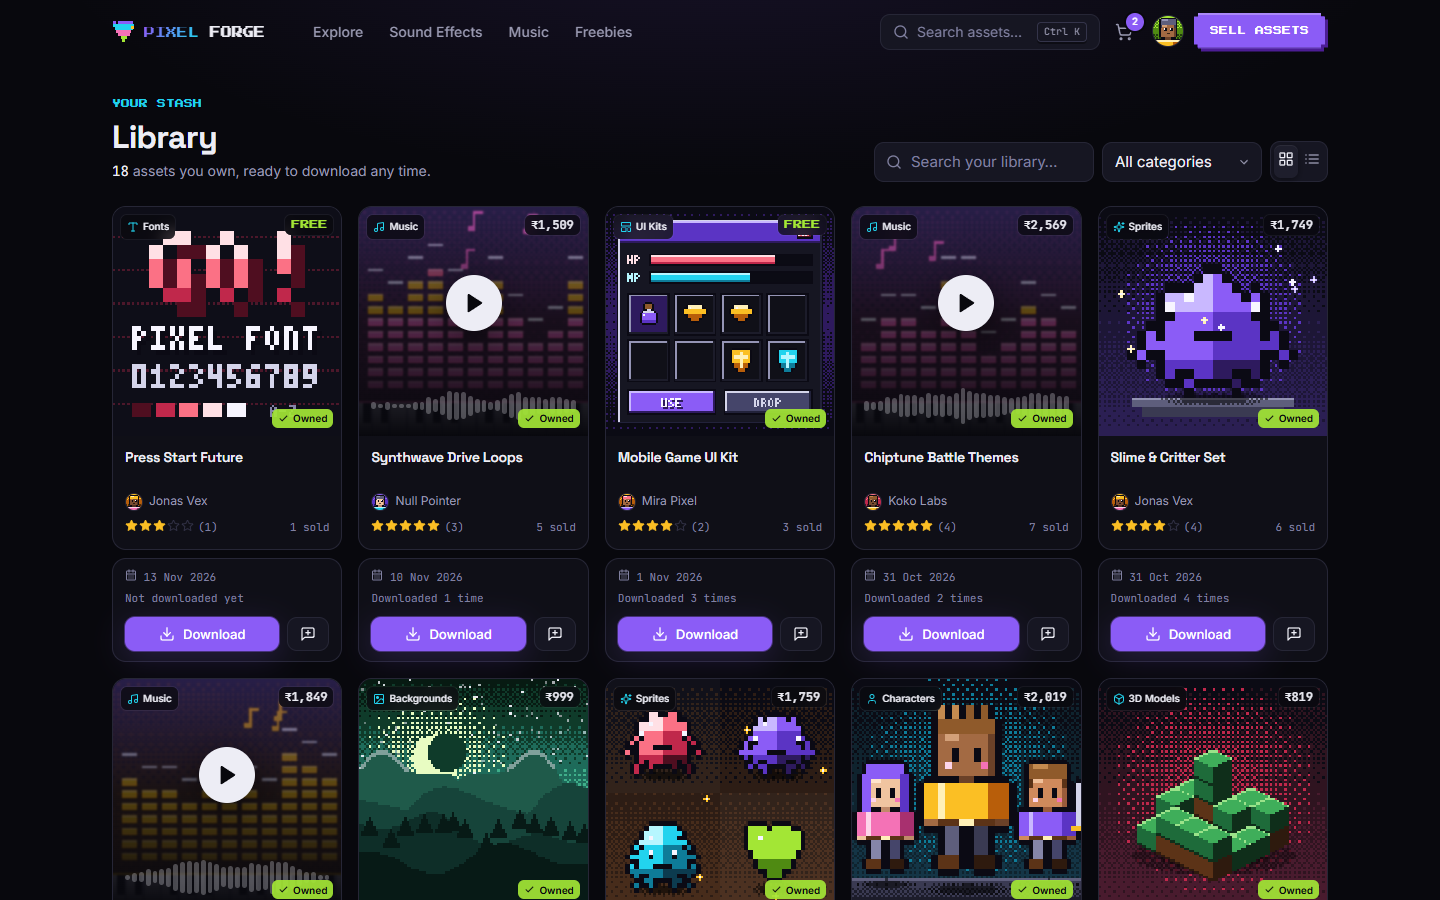 PIXEL FORGE
Explore
Sound Effects
Music
Freebies
Search assets...
Ctrl K
2
SELL ASSETS
YOUR STASH
Library
18 assets you own, ready to download any time.
Search your library...
All categories
Fonts
FREE
PIXEL FONT
0123456789
Owned
Press Start Future
Jonas Vex
(1)
1 sold
Music
₹1,509
Owned
Synthwave Drive Loops
Null Pointer
(3)
5 sold
UI Kits
FREE
HP
MP
USE
DROP
Owned
Mobile Game UI Kit
Mira Pixel
(2)
3 sold
Music
₹2,569
Owned
Chiptune Battle Themes
Koko Labs
(4)
7 sold
Sprites
₹1,749
Owned
Slime & Critter Set
Jonas Vex
(4)
6 sold
13 Nov 2026
Not downloaded yet
Download
10 Nov 2026
Downloaded 1 time
Download
1 Nov 2026
Downloaded 3 times
Download
31 Oct 2026
Downloaded 2 times
Download
31 Oct 2026
Downloaded 4 times
Download
Music
₹1,849
Owned
Backgrounds
₹999
Owned
Sprites
₹1,759
Owned
Characters
₹2,019
Owned
3D Models
₹819
Owned